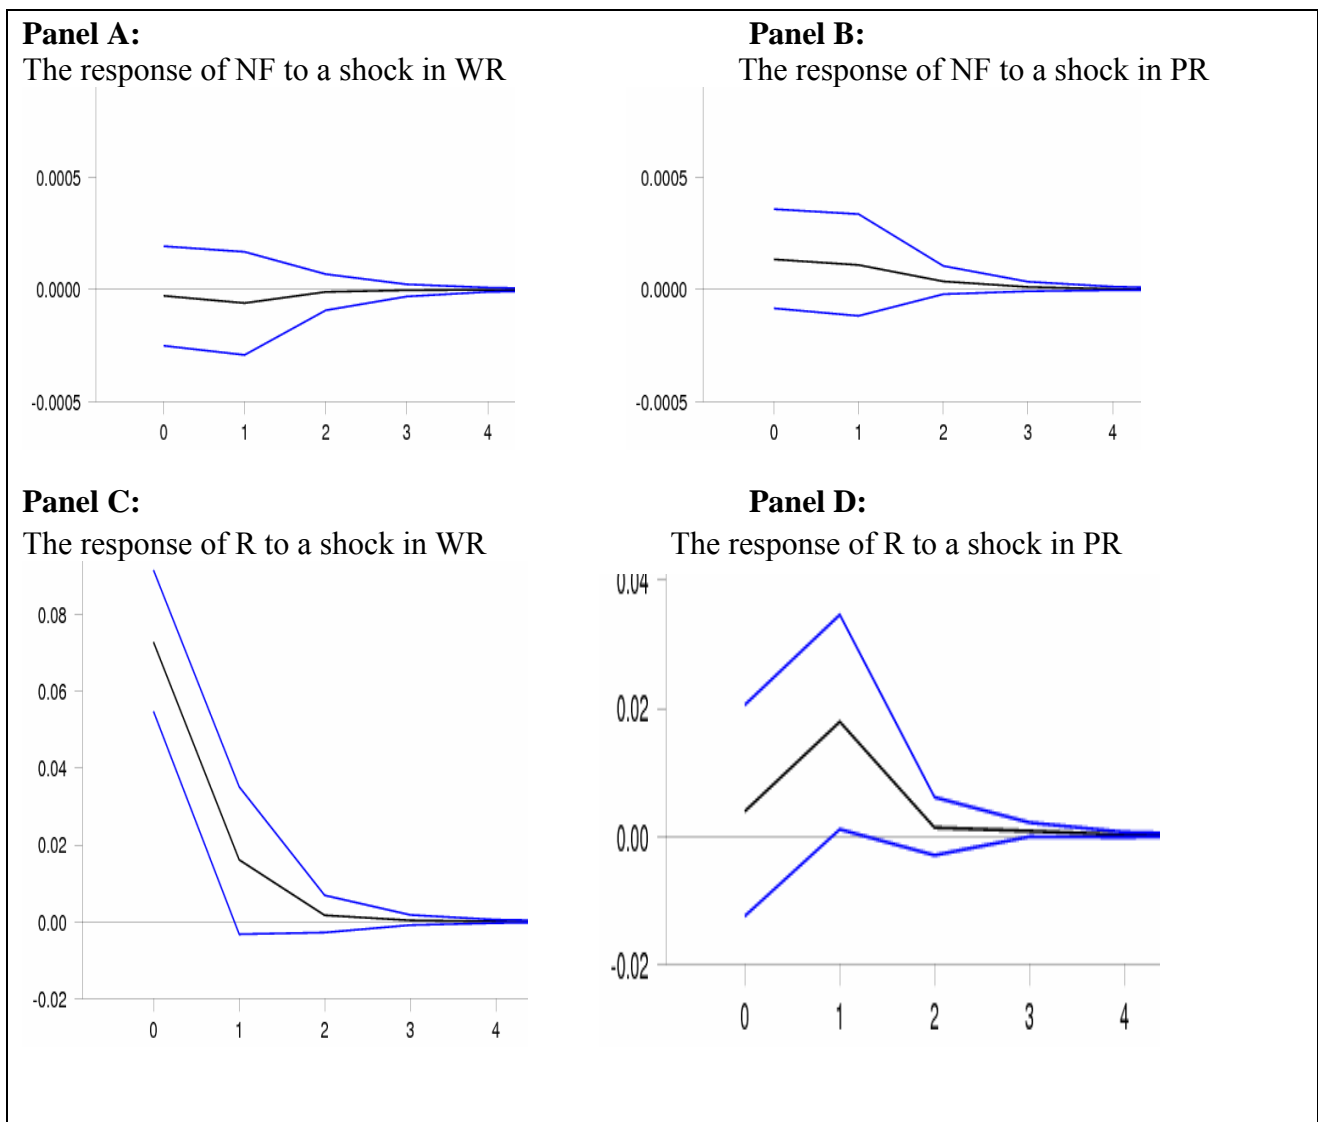 Panel A:
The response of NF to a shock in WR
0.0005
0.0000
-0.0005
0 1 2 3 4
Panel B:
The response of NF to a shock in PR
0.0005
0.0000
-0.0005
0 1 2 3 4
Panel C:
The response of R to a shock in WR
0.08
0.06
0.04
0.02
0.00
-0.02
0 1 2 3 4
Panel D:
The response of R to a shock in PR
0.04
0.02
0.00
-0.02
0 1 2 3 4